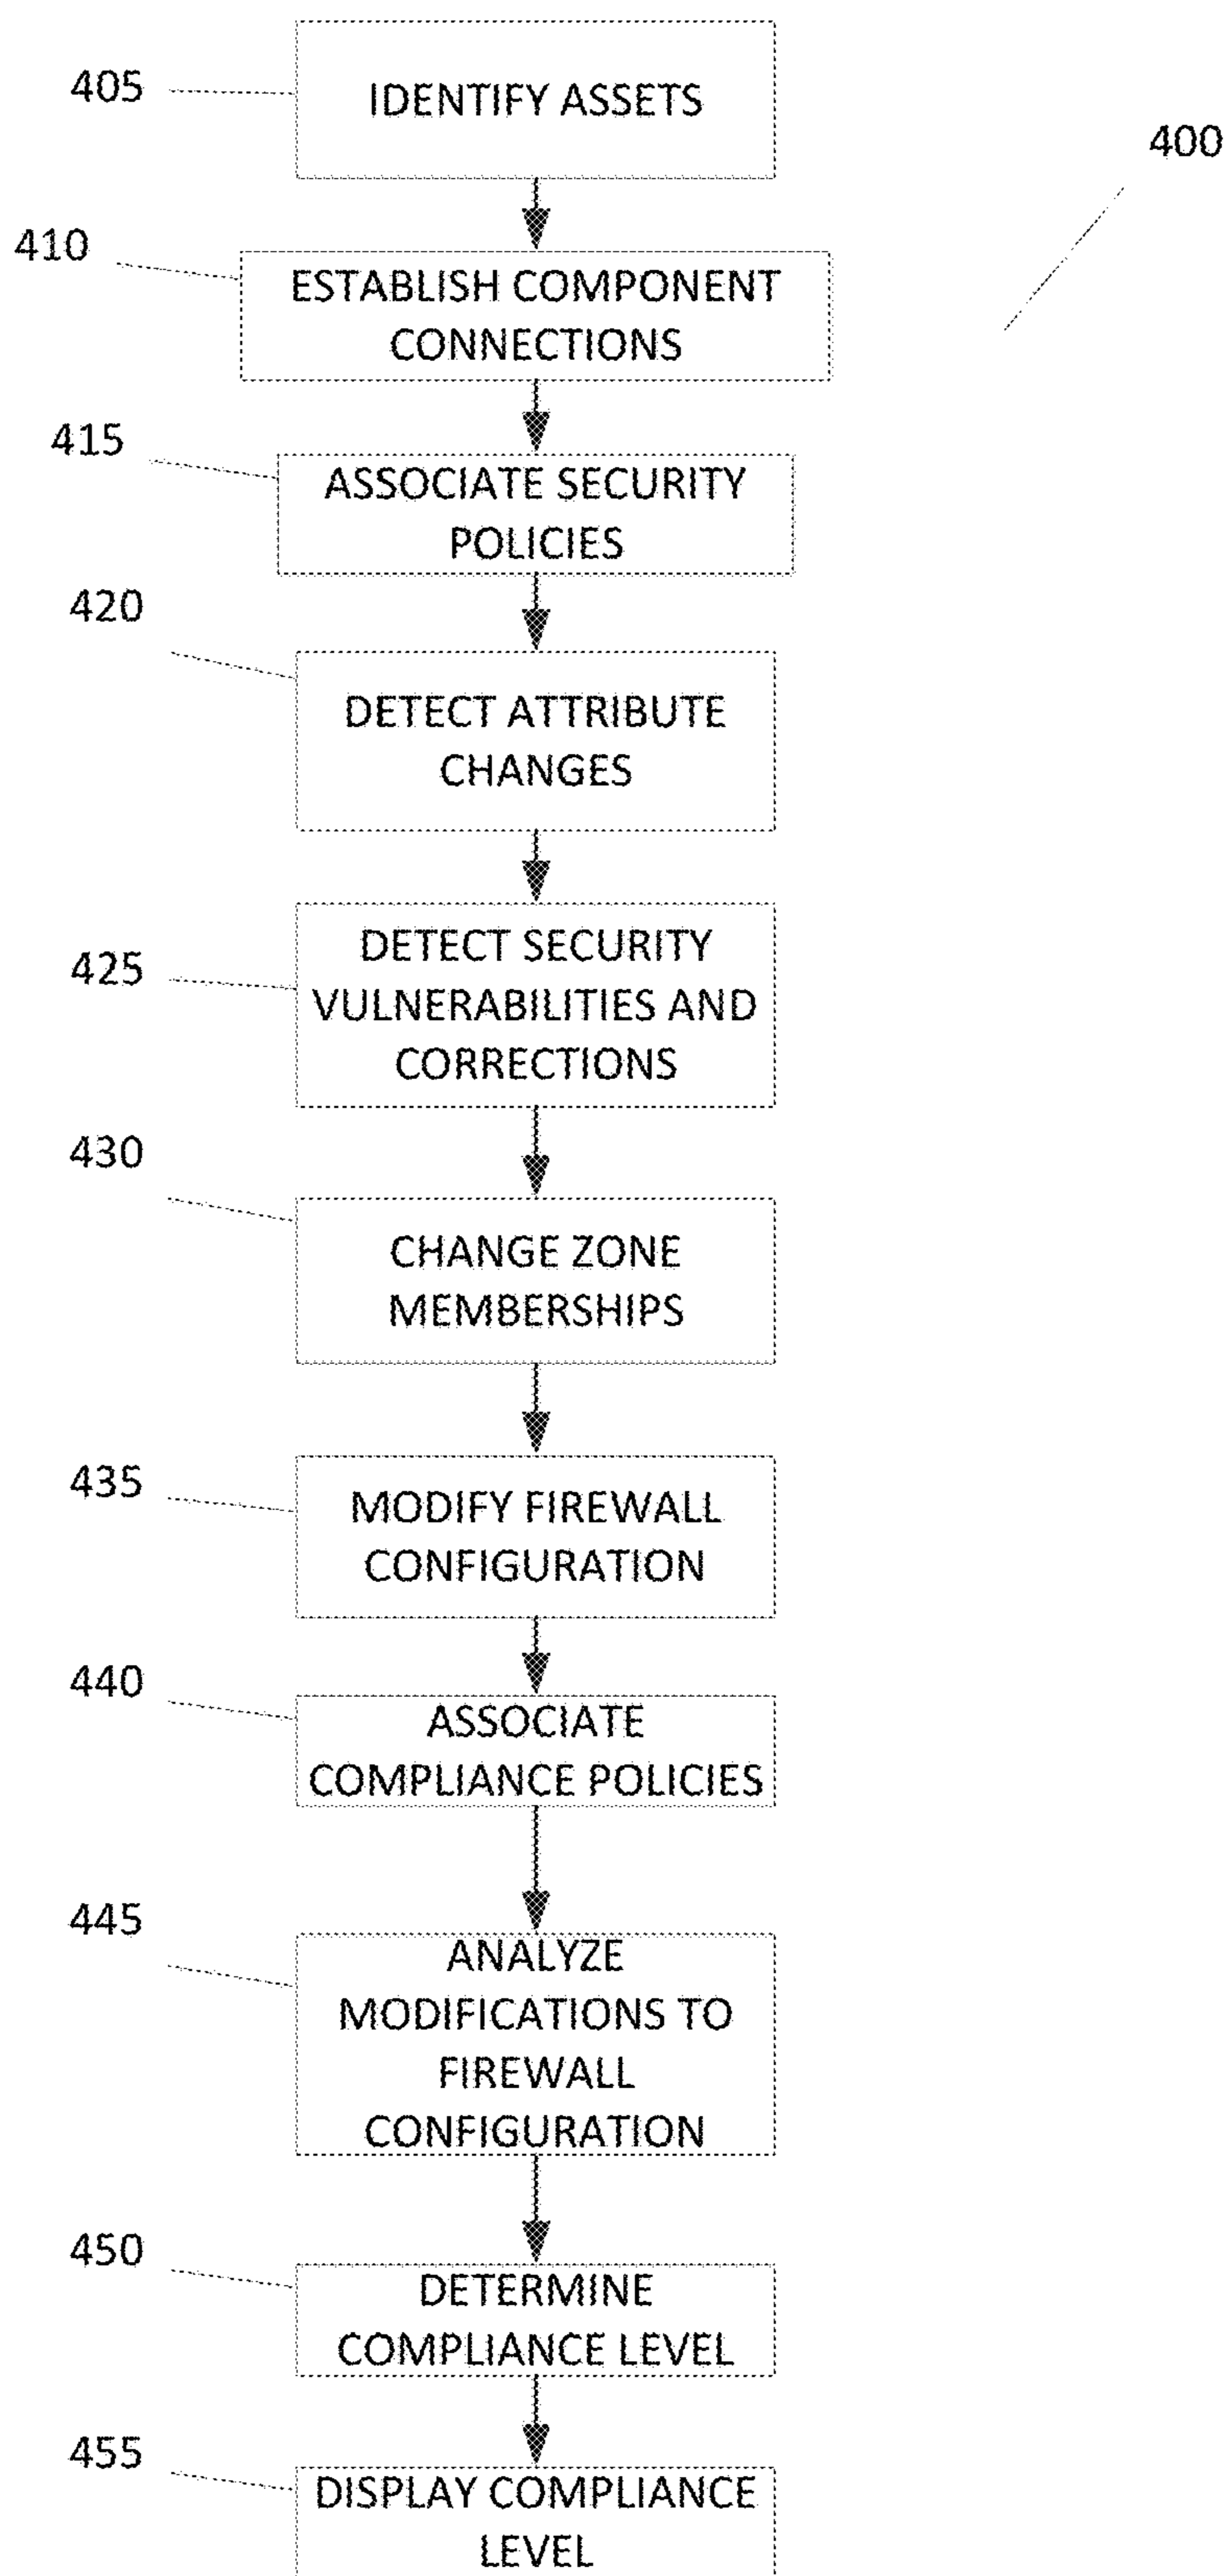 405
IDENTIFY ASSETS
400
410
ESTABLISH COMPONENT
CONNECTIONS
415
ASSOCIATE SECURITY
POLICIES
420
DETECT ATTRIBUTE
CHANGES
425
DETECT SECURITY
VULNERABILITIES AND
CORRECTIONS
430
CHANGE ZONE
MEMBERSHIPS
435
MODIFY FIREWALL
CONFIGURATION
440
ASSOCIATE
COMPLIANCE POLICIES
445
ANALYZE
MODIFICATIONS TO
FIREWALL
CONFIGURATION
450
DETERMINE
COMPLIANCE LEVEL
455
DISPLAY COMPLIANCE
LEVEL